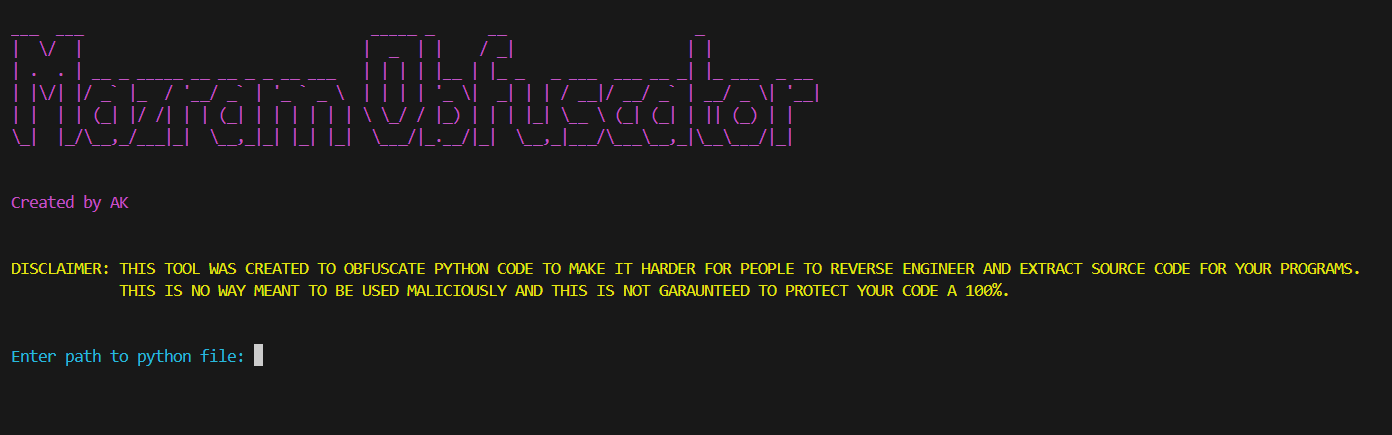 Mazram Obfuscator
Created by AK
DISCLAIMER: THIS TOOL WAS CREATED TO OBFUSCATE PYTHON CODE TO MAKE IT HARDER FOR PEOPLE TO REVERSE ENGINEER AND EXTRACT SOURCE CODE FOR YOUR PROGRAMS.
THIS IS NO WAY MEANT TO BE USED MALICIOUSLY AND THIS IS NOT GARAUNTEED TO PROTECT YOUR CODE A 100%.
Enter path to python file: